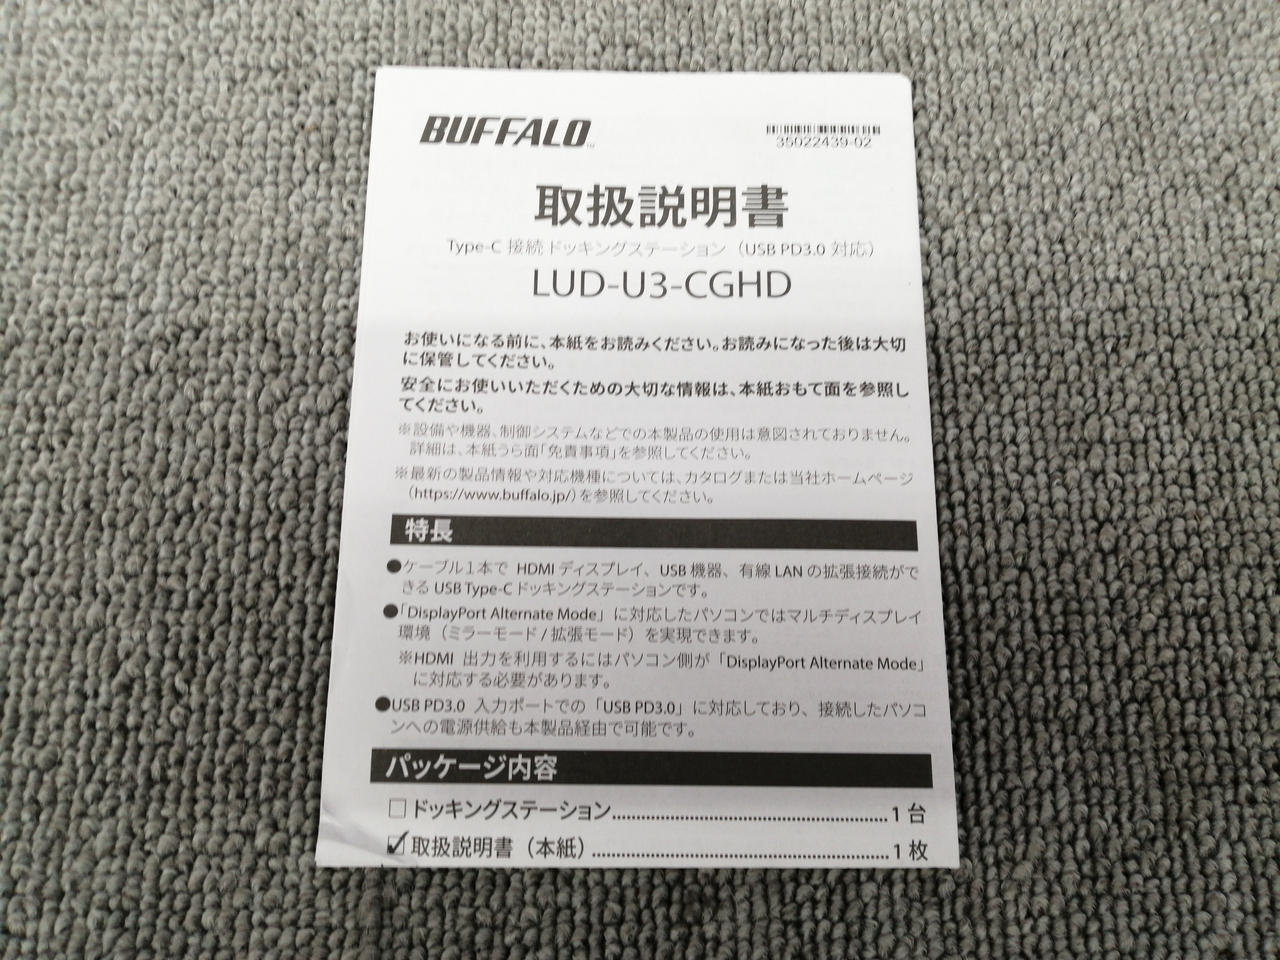 BUFFALO™
35022439-02
取扱説明書
Type-C 接続ドッキングステーション（USB PD3.0 対応）
LUD-U3-CGHD
お使いになる前に、本紙をお読みください。お読みになった後は大切
に保管してください。
安全にお使いいただくための大切な情報は、本紙おもて面を参照し
てください。
※設備や機器、制御システムなどでの本製品の使用は意図されておりません。
詳細は、本紙うら面「免責事項」を参照してください。
※最新の製品情報や対応機種については、カタログまたは当社ホームページ
（https://www.buffalo.jp/）を参照してください。
特長
●ケーブル１本で HDMI ディスプレイ、USB 機器、有線 LAN の拡張接続がで
きる USB Type-C ドッキングステーションです。
●「DisplayPort Alternate Mode」に対応したパソコンではマルチディスプレイ
環境（ミラーモード / 拡張モード）を実現できます。
※HDMI 出力を利用するにはパソコン側が「DisplayPort Alternate Mode」
に対応する必要があります。
●USB PD3.0 入力ポートでの「USB PD3.0」に対応しており、接続したパソコ
ンへの電源供給も本製品経由で可能です。
パッケージ内容
□ドッキングステーション..................................................1 台
☑取扱説明書（本紙）......................................................1 枚